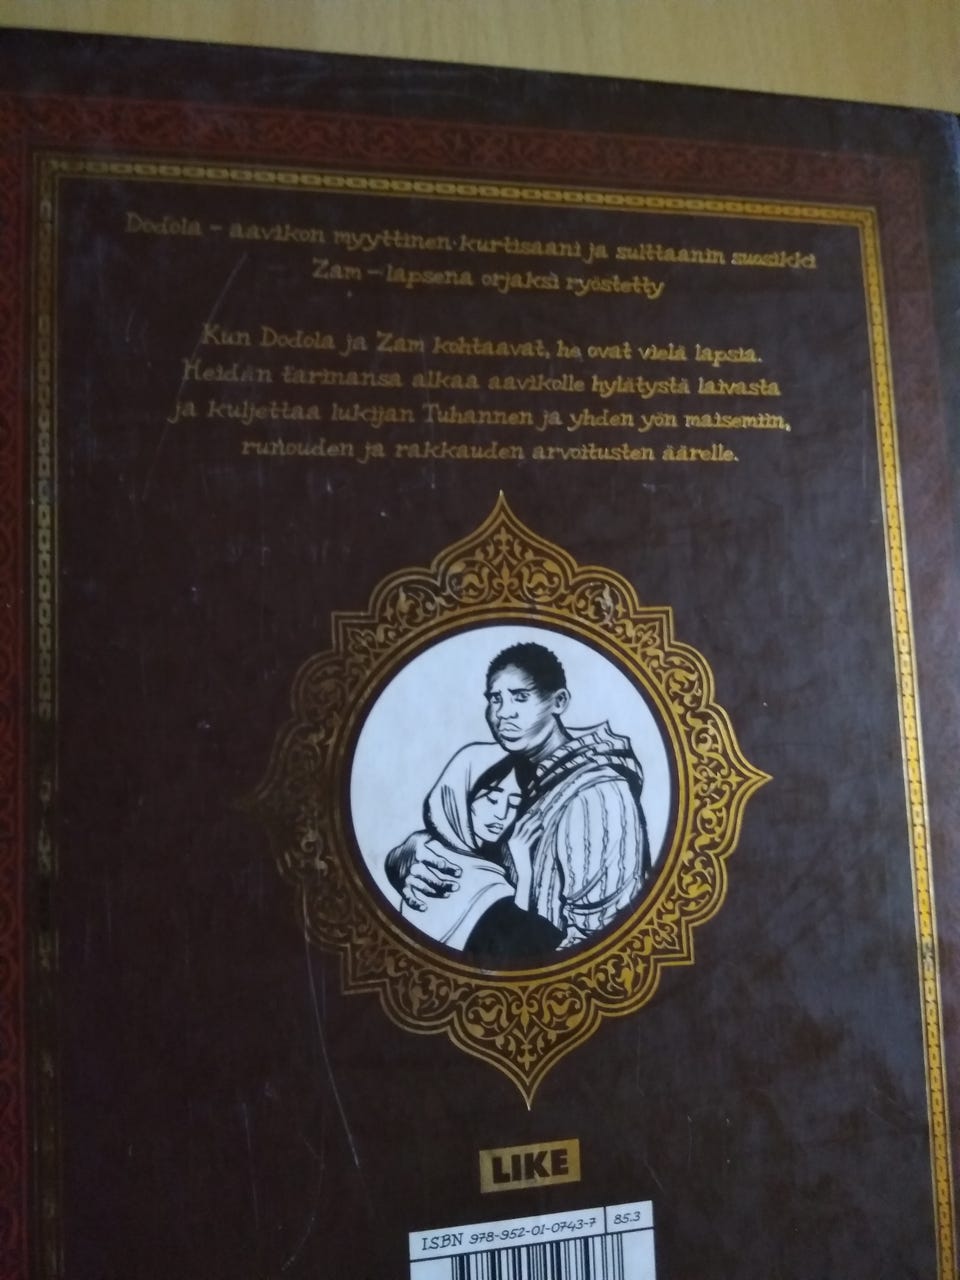 Dodola – aavikon myyttinen kurtisaani ja sulttaanin suosikki
Zam – lapsena orjaksi ryöstetty
Kun Dodola ja Zam kohtaavat, he ovat vielä lapsia.
Heidän tarinansa alkaa aavikolle hylätystä laivasta
ja kuljettaa lukijan Tuhannen ja yhden yön maisemiin,
runouden ja rakkauden arvoitusten äärelle.
LIKE
ISBN 978-952-01-0743-7 85.3